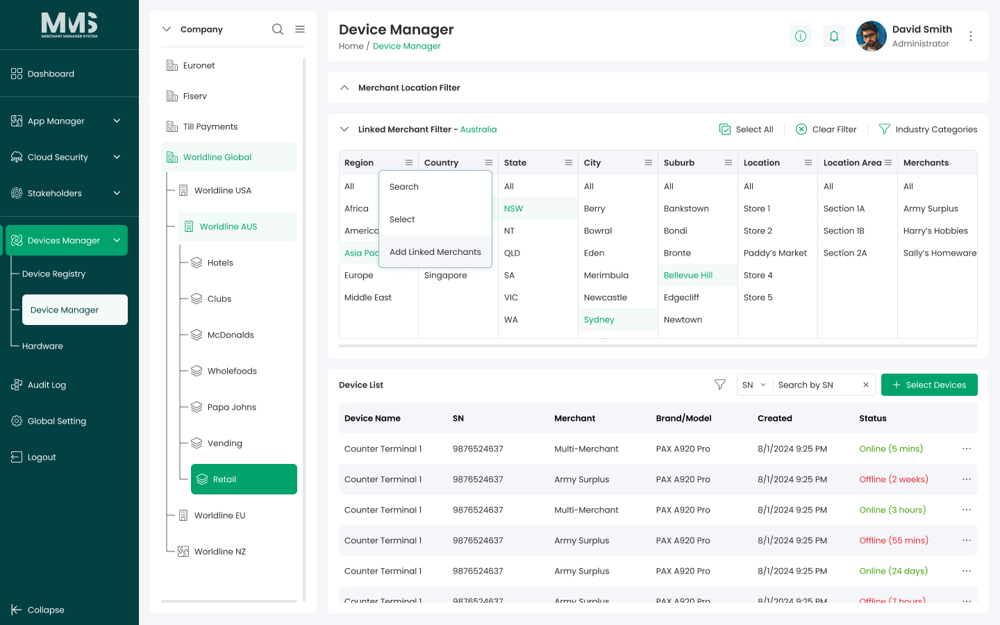 MMS
MERCHANT MANAGER SYSTEM
Dashboard
App Manager
Cloud Security
Stakeholders
Devices Manager
Device Registry
Device Manager
Hardware
Audit Log
Global Setting
Logout
Collapse
Company
Euronet
Fiserv
Till Payments
Worldline Global
Worldline USA
Worldline AUS
Hotels
Clubs
McDonalds
Wholefoods
Papa Johns
Vending
Retail
Worldline EU
Worldline NZ
Device Manager
Home / Device Manager
David Smith
Administrator
Merchant Location Filter
Linked Merchant Filter - Australia
Select All
Clear Filter
Industry Categories
Region Country State City Suburb Location Location Area Merchants
All All All All All All All
Africa NSW Berry Bankstown Store 1 Section 1A Army Surplus
America NT Bowral Bondi Store 2 Section 1B Harry's Hobbies
Asia Pac QLD Eden Bronte Paddy's Market Section 2A Sally's Homeware
Europe Singapore SA Merimbula Bellevue Hill Store 4
Middle East VIC Newcastle Edgecliff Store 5
WA Sydney Newtown
Search
Select
Add Linked Merchants
Device List
SN
Search by SN
Select Devices
Device Name SN Merchant Brand/Model Created Status
Counter Terminal 1 9876524637 Multi-Merchant PAX A920 Pro 8/1/2024 9:25 PM Online (5 mins)
Counter Terminal 1 9876524637 Army Surplus PAX A920 Pro 8/1/2024 9:25 PM Offline (2 weeks)
Counter Terminal 1 9876524637 Multi-Merchant PAX A920 Pro 8/1/2024 9:25 PM Online (3 hours)
Counter Terminal 1 9876524637 Army Surplus PAX A920 Pro 8/1/2024 9:25 PM Offline (55 mins)
Counter Terminal 1 9876524637 Army Surplus PAX A920 Pro 8/1/2024 9:25 PM Online (24 days)
Counter Terminal 1 9876524637 Army Surplus PAX A920 Pro 8/1/2024 9:25 PM Offline (7 hours)